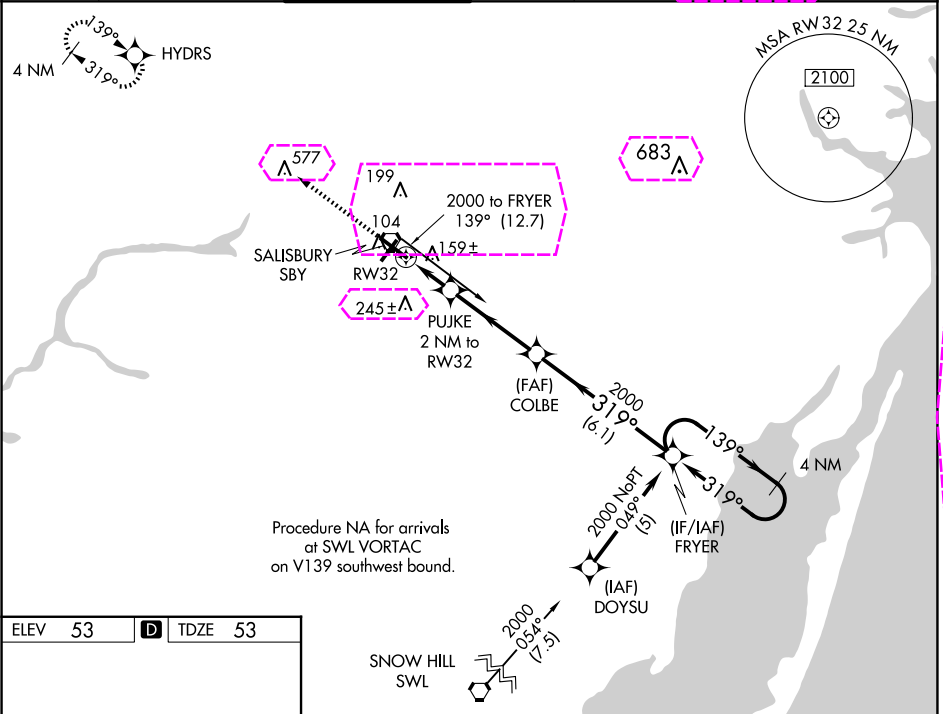 139°
HYDRS
4 NM
319°
MSA RW32 25 NM
2100
577
683
199
2000 to FRYER
139° (12.7)
104
SALISBURY
SBY
159±
RW32
245±
PUJKE
2 NM to
RW32
(FAF)
COLBE
2000
319°
(6.1)
139°
4 NM
319°
2000 NoPT
049°
(5)
(IF/IAF)
FRYER
Procedure NA for arrivals
at SWL VORTAC
on V139 southwest bound.
(IAF)
DOYSU
2000
054°
(7.5)
SNOW HILL
SWL
ELEV 53 D TDZE 53